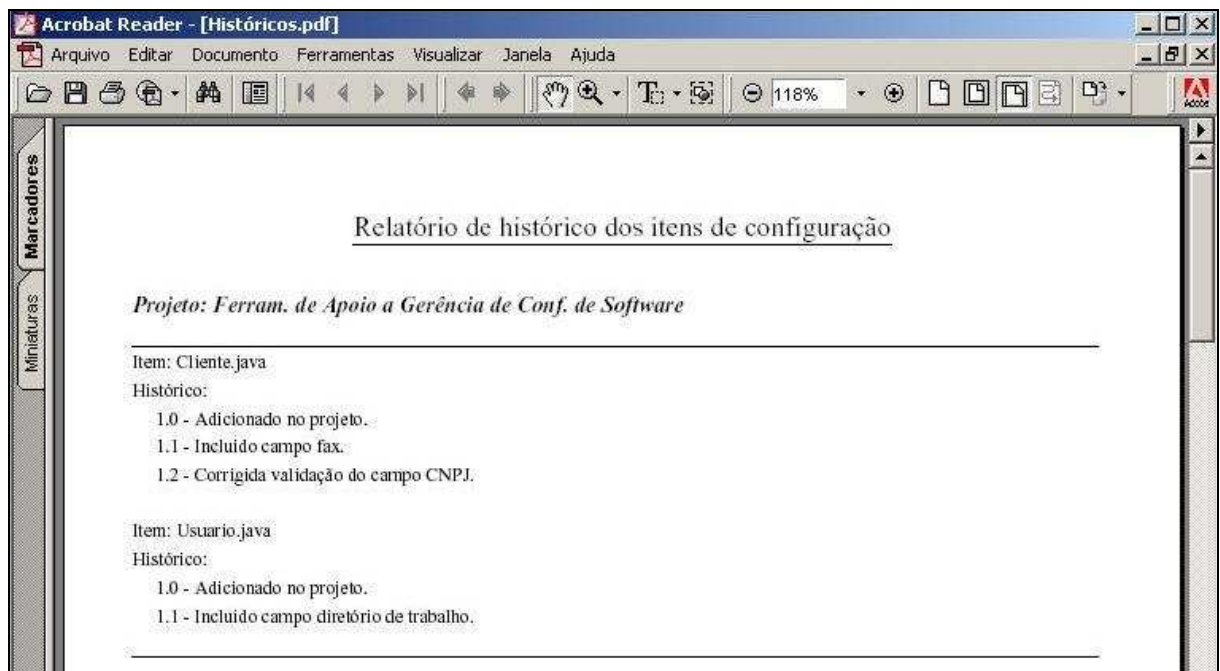 Acrobat Reader - [Históricos.pdf]
Arquivo Editar Documento Ferramentas Visualizar Janela Ajuda
118%
Adobe
Marcadores
Miniaturas
Relatório de histórico dos itens de configuração
Projeto: Ferram. de Apoio a Gerência de Conf. de Software
Item: Cliente.java
Histórico:
1.0 - Adicionado no projeto.
1.1 - Incluido campo fax.
1.2 - Corrigida validação do campo CNPJ.
Item: Usuario.java
Histórico:
1.0 - Adicionado no projeto.
1.1 - Incluido campo diretório de trabalho.